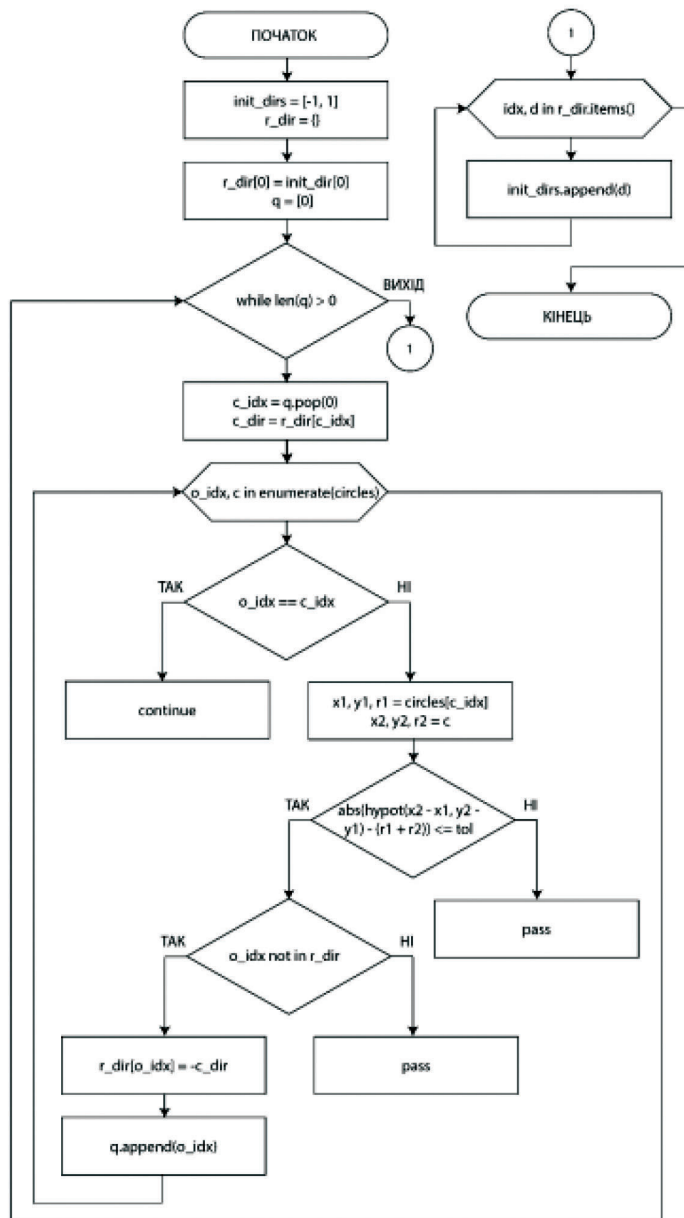 ПОЧАТОК
init_dirs = [-1, 1]
r_dir = {}
r_dir[0] = init_dir[0]
q = [0]
while len(q) > 0
ВИХІД
1
c_idx = q.pop(0)
c_dir = r_dir[c_idx]
o_idx, c in enumerate(circles)
o_idx == c_idx
ТАК
НІ
continue
x1, y1, r1 = circles[c_idx]
x2, y2, r2 = c
abs(hypot(x2 - x1, y2 -
y1) - (r1 + r2)) <= tol
ТАК
НІ
pass
o_idx not in r_dir
ТАК
НІ
r_dir[o_idx] = -c_dir
pass
q.append(o_idx)
1
idx, d in r_dir.items()
init_dirs.append(d)
КІНЕЦЬ